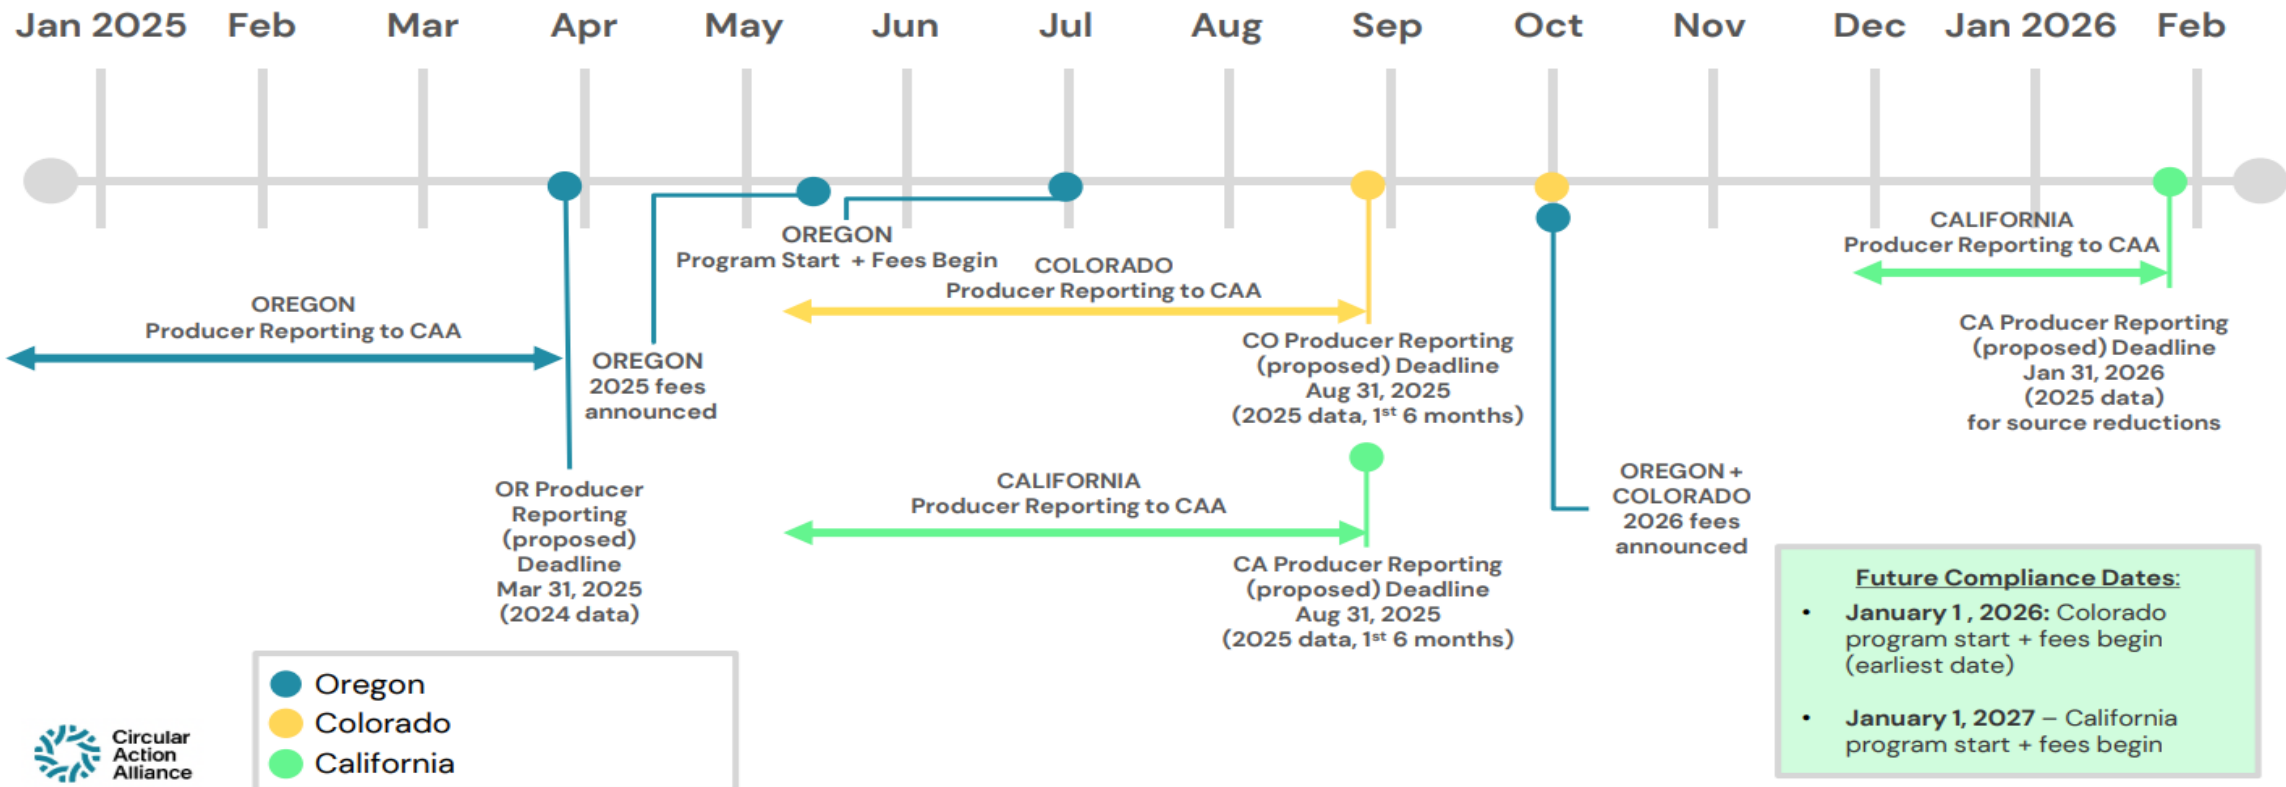 Jan 2025 Feb Mar Apr May Jun Jul Aug Sep Oct Nov Dec Jan 2026 Feb
OREGON
Producer Reporting to CAA
OR Producer
Reporting
(proposed)
Deadline
Mar 31, 2025
(2024 data)
OREGON
2025 fees
announced
OREGON
Program Start + Fees Begin
COLORADO
Producer Reporting to CAA
CO Producer Reporting
(proposed) Deadline
Aug 31, 2025
(2025 data, 1st 6 months)
CALIFORNIA
Producer Reporting to CAA
CA Producer Reporting
(proposed) Deadline
Aug 31, 2025
(2025 data, 1st 6 months)
OREGON +
COLORADO
2026 fees
announced
CALIFORNIA
Producer Reporting to CAA
CA Producer Reporting
(proposed) Deadline
Jan 31, 2026
(2025 data)
for source reductions
Future Compliance Dates:
• January 1 , 2026: Colorado
program start + fees begin
(earliest date)
• January 1, 2027 – California
program start + fees begin
Oregon
Colorado
California
Circular
Action
Alliance